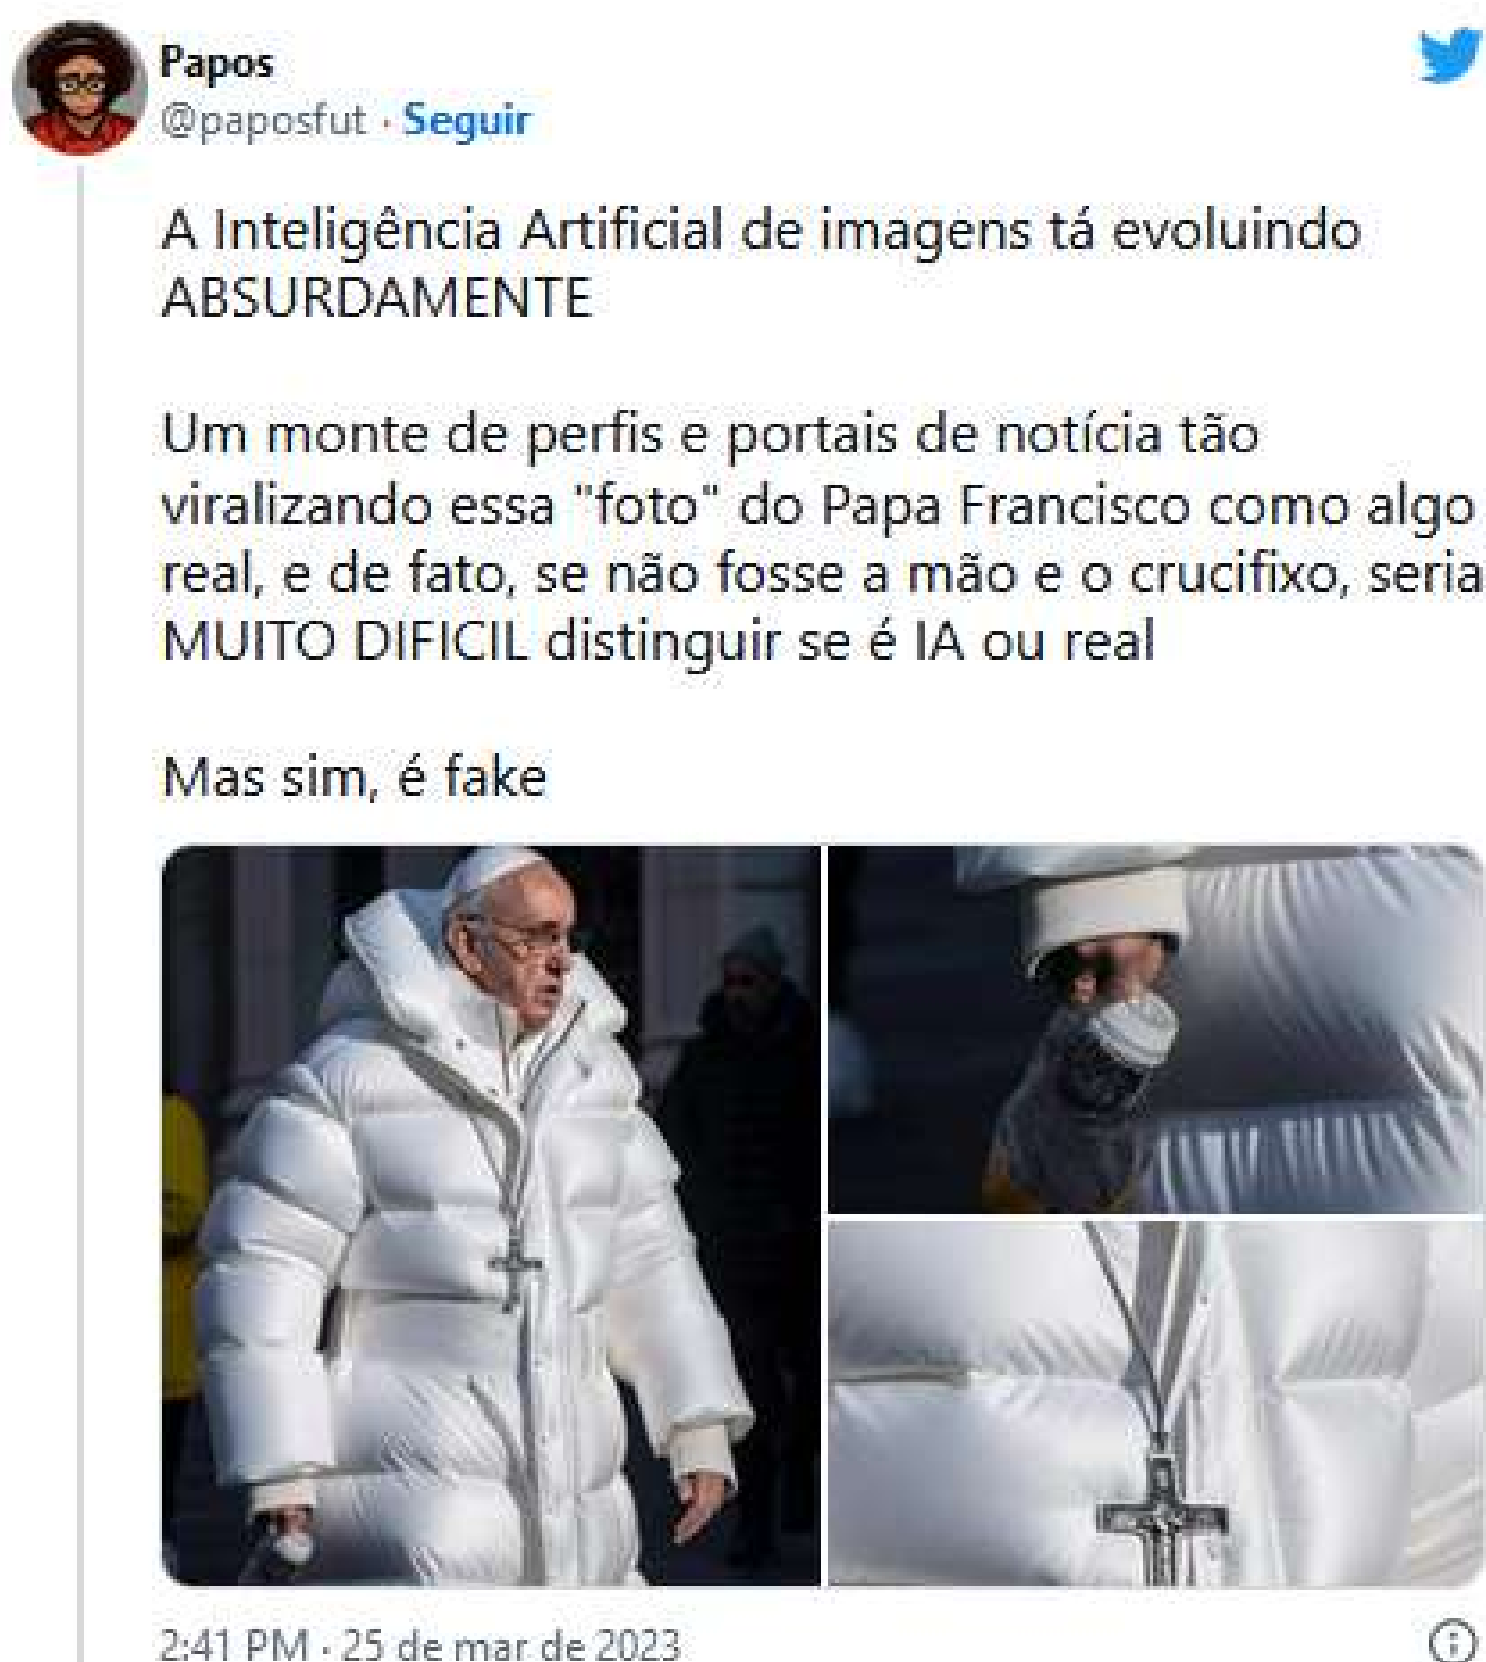 Papos
@paposfut · Seguir
A Inteligência Artificial de imagens tá evoluindo
ABSURDAMENTE
Um monte de perfis e portais de notícia tão
viralizando essa "foto" do Papa Francisco como algo
real, e de fato, se não fosse a mão e o crucifixo, seria
MUITO DIFICIL distinguir se é IA ou real
Mas sim, é fake
2:41 PM · 25 de mar de 2023